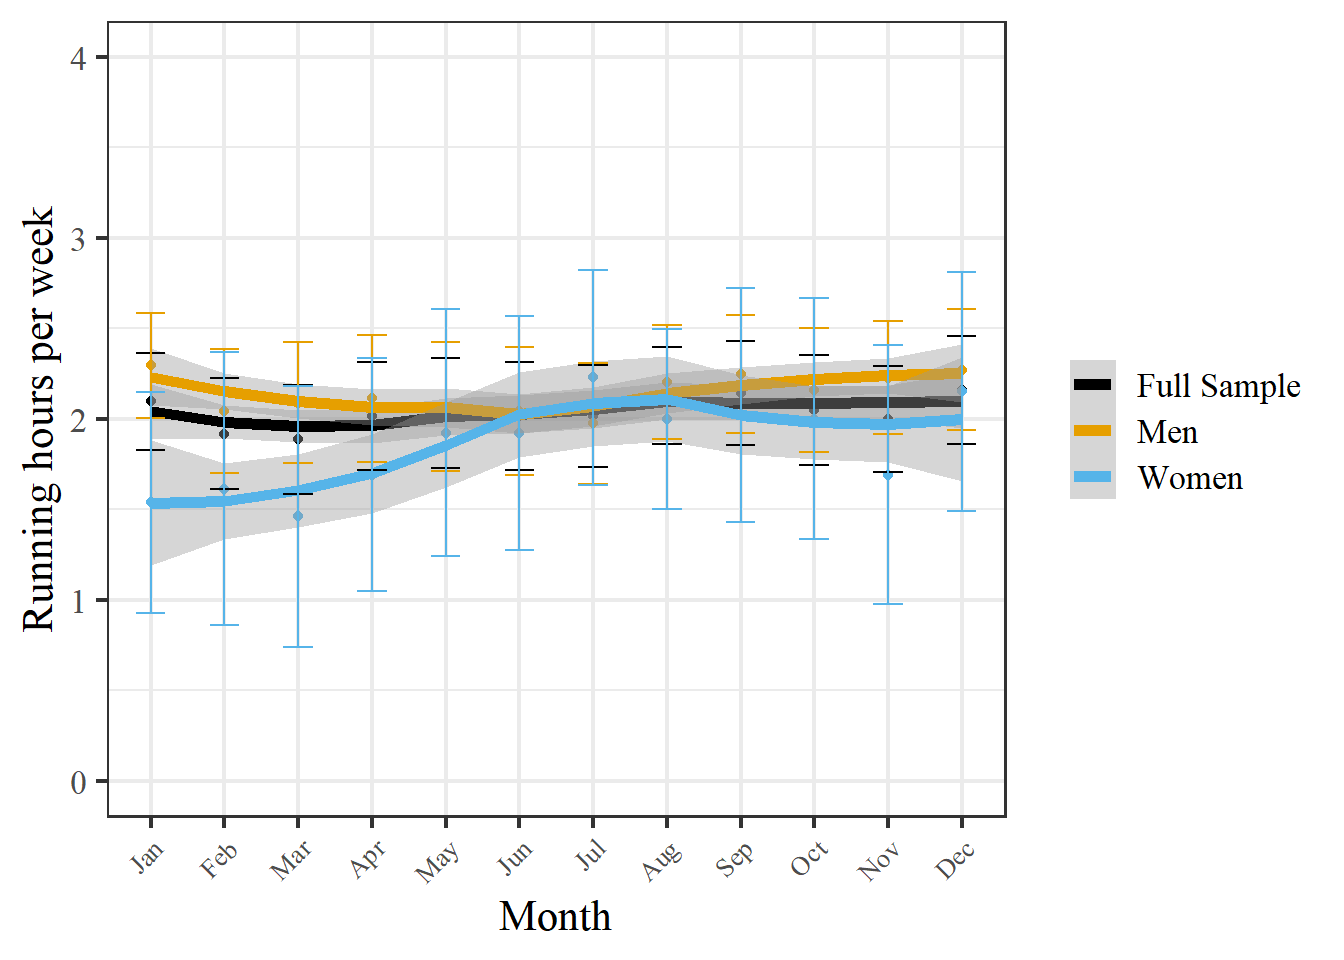 Running hours per week
4
3
2
1
0
Jan
Feb
Mar
Apr
May
Jun
Jul
Aug
Sep
Oct
Nov
Dec
Month
Full Sample
Men
Women